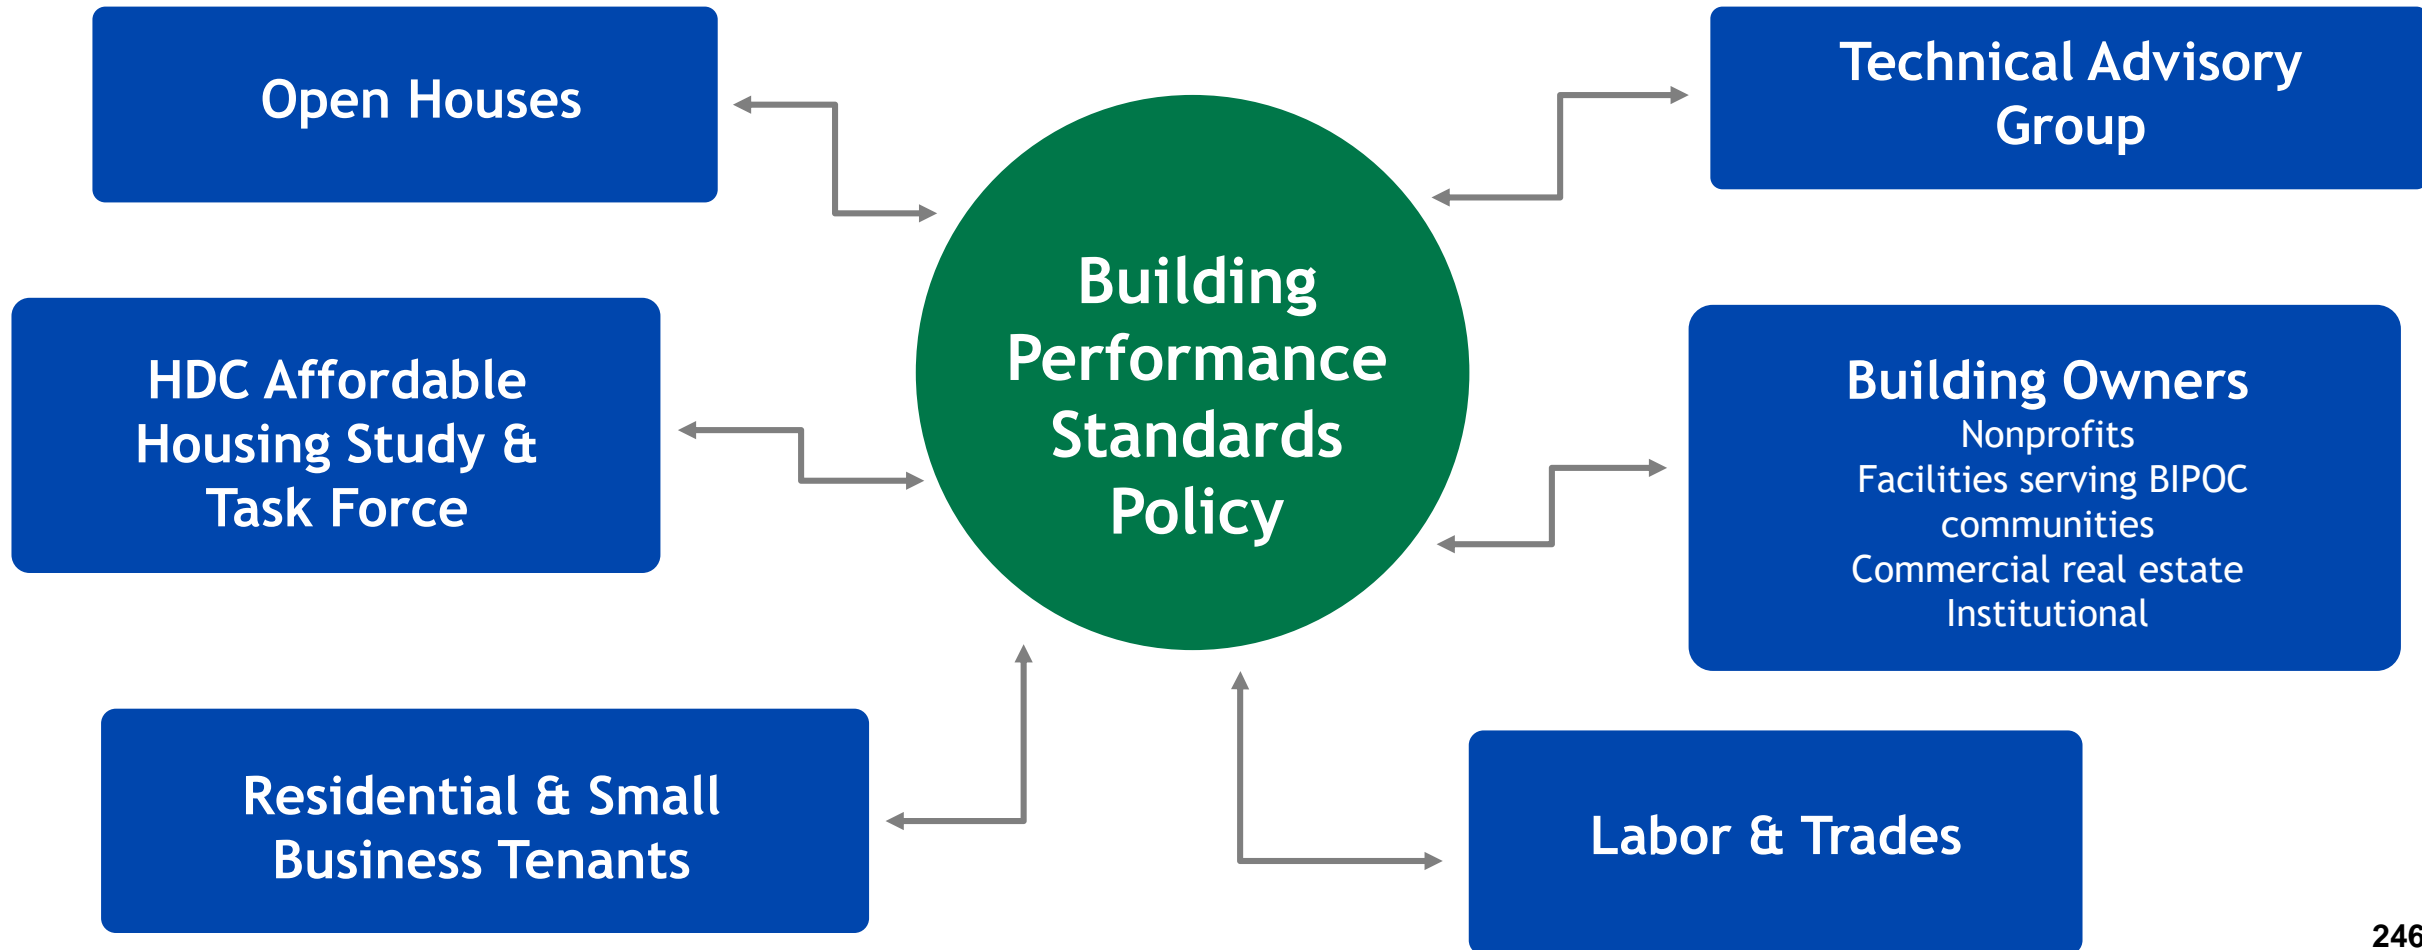 Open Houses
Technical Advisory
Group
Building
Performance
Standards
Policy
HDC Affordable
Housing Study &
Task Force
Building Owners
Nonprofits
Facilities serving BIPOC
communities
Commercial real estate
Institutional
Residential & Small
Business Tenants
Labor & Trades
246